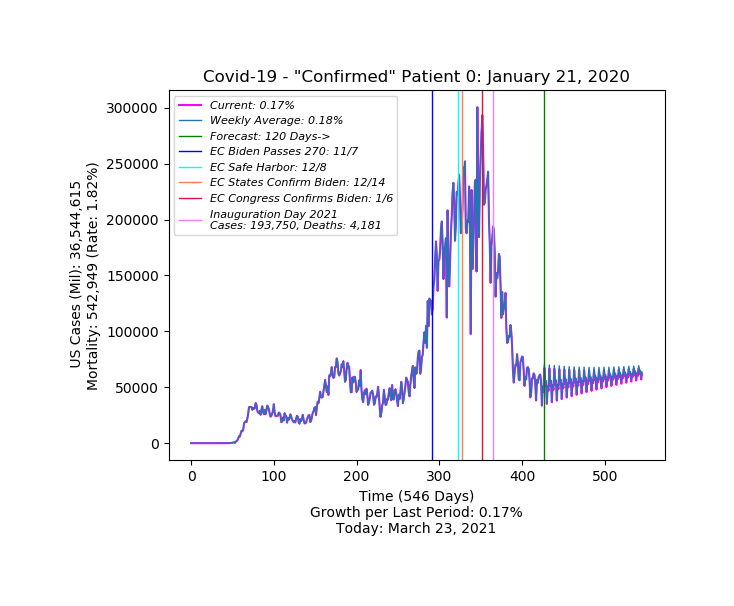 Covid-19 - "Confirmed" Patient 0: January 21, 2020
Current: 0.17%
Weekly Average: 0.18%
Forecast: 120 Days->
EC Biden Passes 270: 11/7
EC Safe Harbor: 12/8
EC States Confirm Biden: 12/14
EC Congress Confirms Biden: 1/6
Inauguration Day 2021
Cases: 193,750, Deaths: 4,181
US Cases (Mil): 36,544,615
Mortality: 542,949 (Rate: 1.82%)
300000
250000
200000
150000
100000
50000
0
0 100 200 300 400 500
Time (546 Days)
Growth per Last Period: 0.17%
Today: March 23, 2021